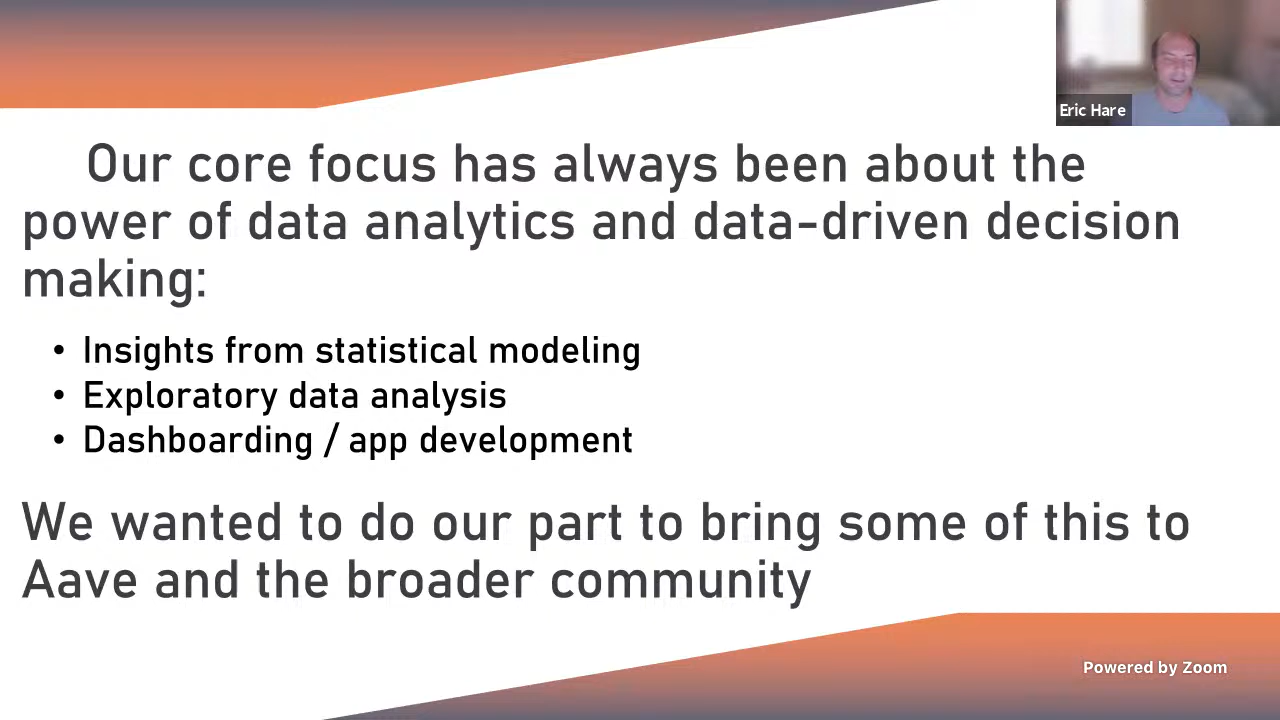 Eric Hare
Our core focus has always been about the
power of data analytics and data-driven decision
making:
• Insights from statistical modeling
• Exploratory data analysis
• Dashboarding / app development
We wanted to do our part to bring some of this to
Aave and the broader community
Powered by Zoom